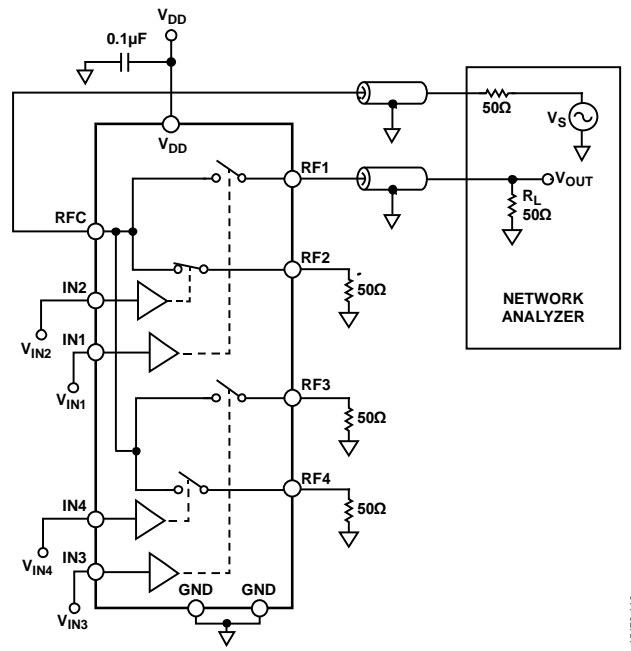 VDD
0.1µF
VDD
50Ω
VS
RF1
VOUT
RL
50Ω
RFC
RF2
IN2
50Ω
NETWORK
ANALYZER
VIN2
IN1
VIN1
RF3
50Ω
RF4
IN4
50Ω
VIN4
IN3
GND
GND
VIN3